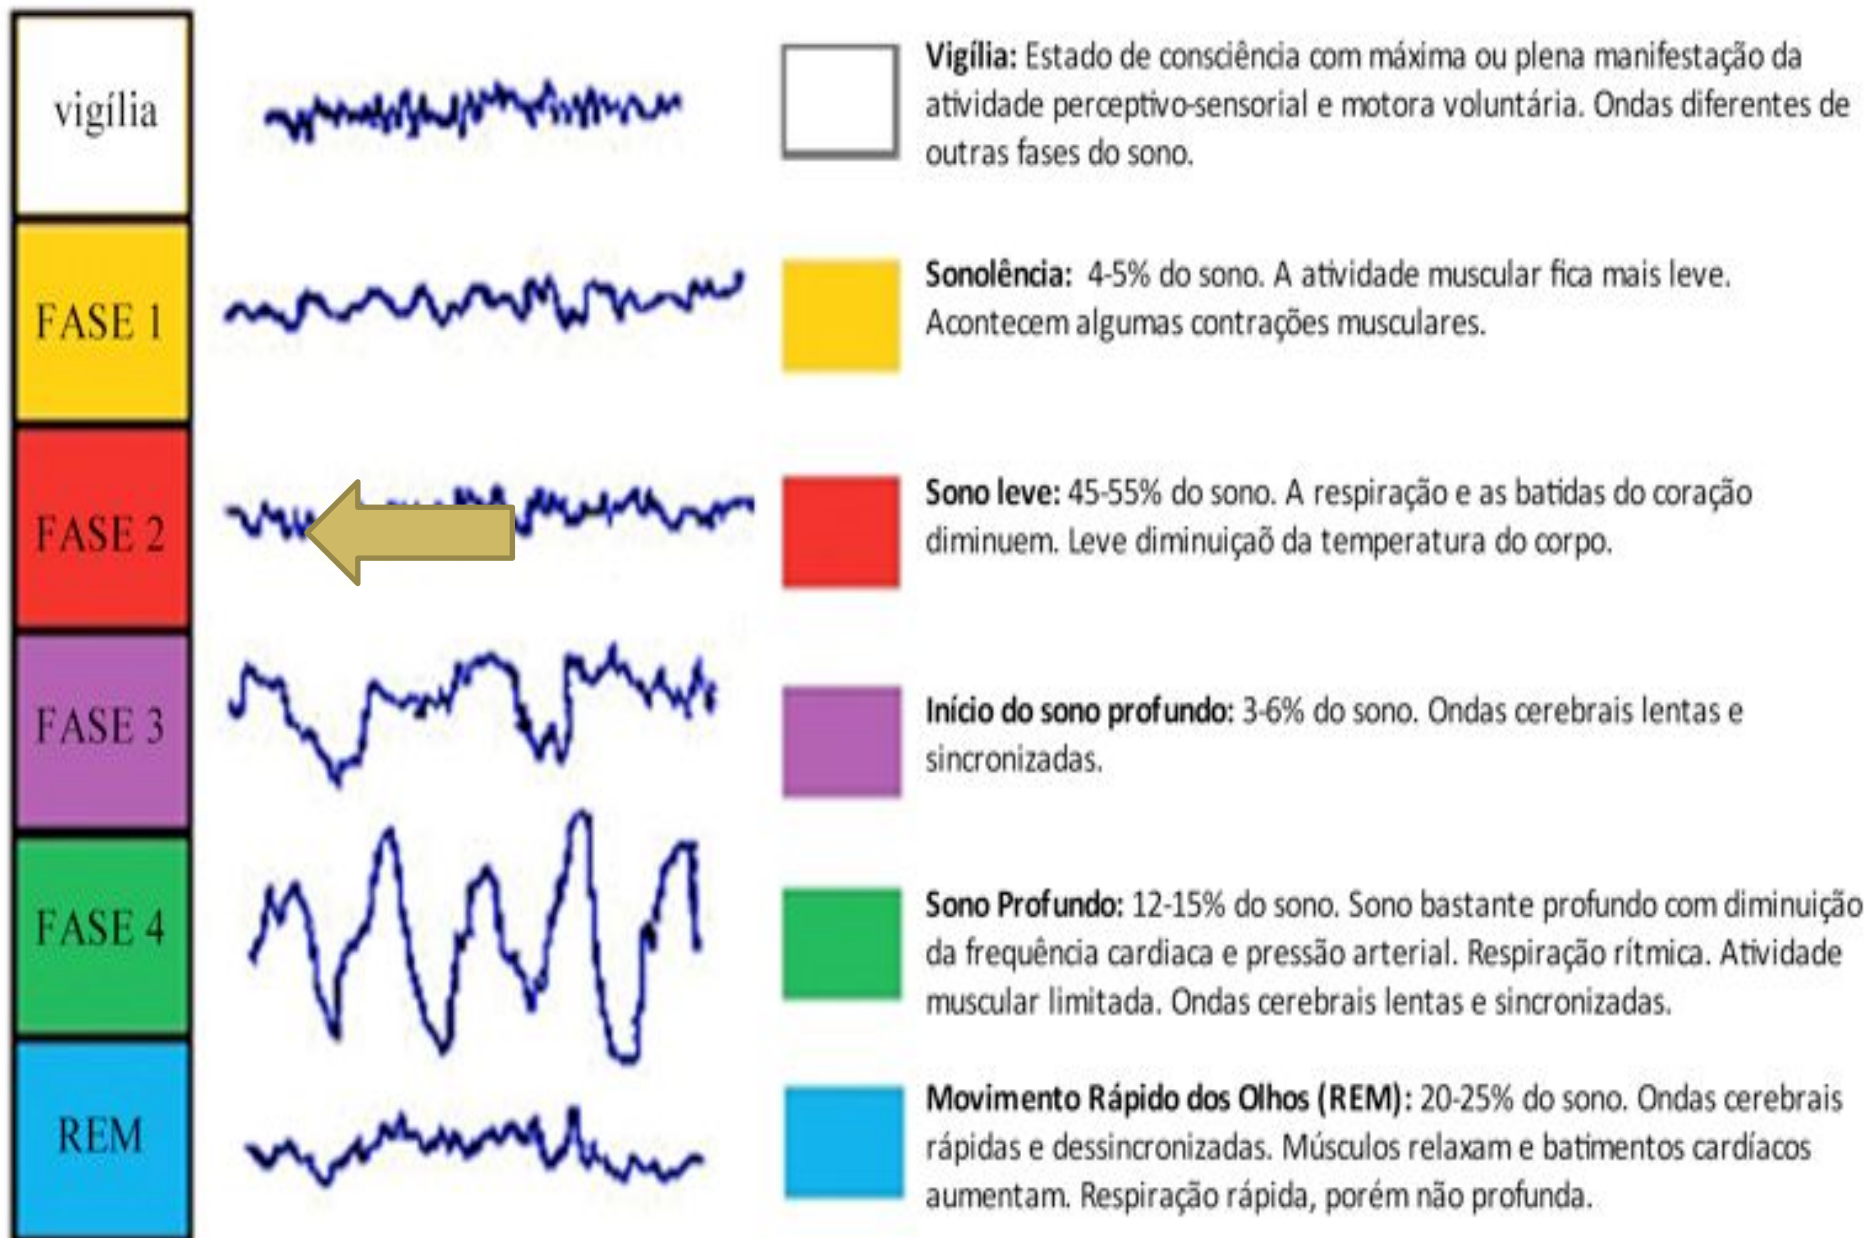 vigília
Vigília: Estado de consciência com máxima ou plena manifestação da
atividade perceptivo-sensorial e motora voluntária. Ondas diferentes de
outras fases do sono.
FASE 1
Sonolência: 4-5% do sono. A atividade muscular fica mais leve.
Acontecem algumas contrações musculares.
FASE 2
Sono leve: 45-55% do sono. A respiração e as batidas do coração
diminuem. Leve diminuiçaõ da temperatura do corpo.
FASE 3
Início do sono profundo: 3-6% do sono. Ondas cerebrais lentas e
sincronizadas.
FASE 4
Sono Profundo: 12-15% do sono. Sono bastante profundo com diminuição
da frequência cardiaca e pressão arterial. Respiração rítmica. Atividade
muscular limitada. Ondas cerebrais lentas e sincronizadas.
REM
Movimento Rápido dos Olhos (REM): 20-25% do sono. Ondas cerebrais
rápidas e dessincronizadas. Músculos relaxam e batimentos cardíacos
aumentam. Respiração rápida, porém não profunda.